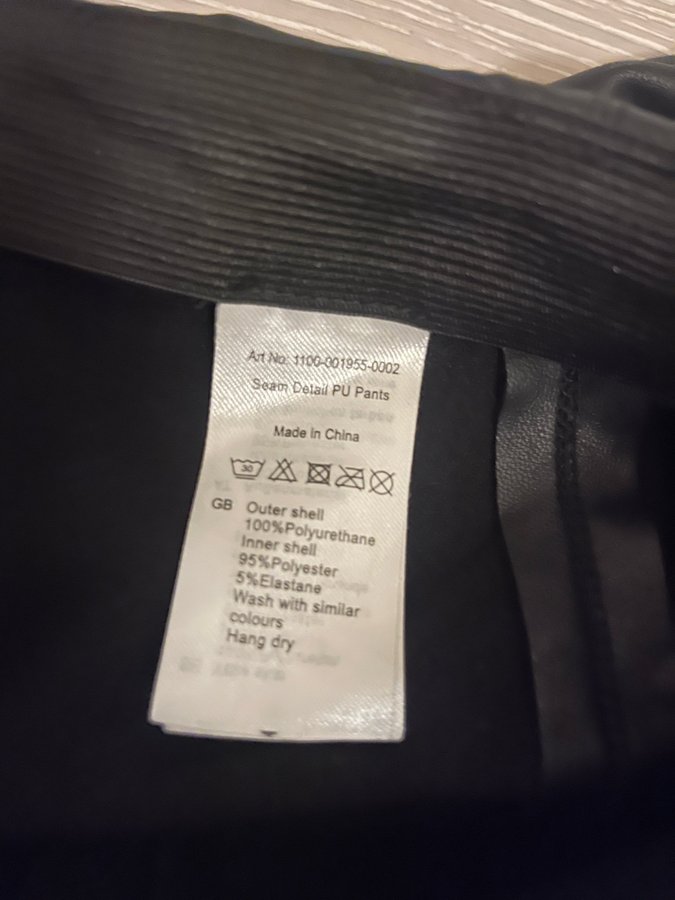 Art No: 1100-001955-0002
Seam Detail PU Pants
Made in China
30
GB Outer shell
100%Polyurethane
Inner shell
95%Polyester
5%Elastane
Wash with similar
colours
Hang dry